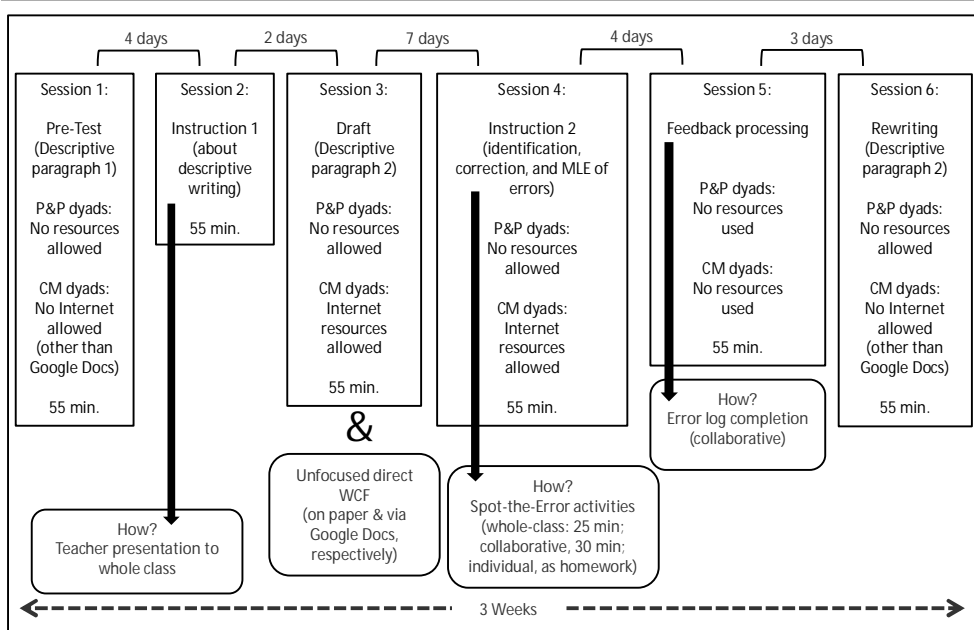 4 days
2 days
7 days
4 days
3 days
Session 1:
Pre-Test
(Descriptive
paragraph 1)
P&P dyads:
No resources
allowed
CM dyads:
No Internet
allowed
(other than
Google Docs)
55 min.
Session 2:
Instruction 1
(about
descriptive
writing)
55 min.
How?
Teacher presentation to
whole class
Session 3:
Draft
(Descriptive
paragraph 2)
P&P dyads:
No resources
allowed
CM dyads:
Internet
resources
allowed
55 min.
&
Unfocused direct
WCF
(on paper & via
Google Docs,
respectively)
Session 4:
Instruction 2
(identification,
correction, and MLE of
errors)
P&P dyads:
No resources
allowed
CM dyads:
Internet
resources
allowed
55 min.
How?
Spot-the-Error activities
(whole-class: 25 min;
collaborative, 30 min;
individual, as homework)
Session 5:
Feedback processing
P&P dyads:
No resources
used
CM dyads:
No resources
used
55 min.
How?
Error log completion
(collaborative)
Session 6:
Rewriting
(Descriptive
paragraph 2)
P&P dyads:
No resources
allowed
CM dyads:
No Internet
allowed
(other than
Google Docs)
55 min.
3 Weeks